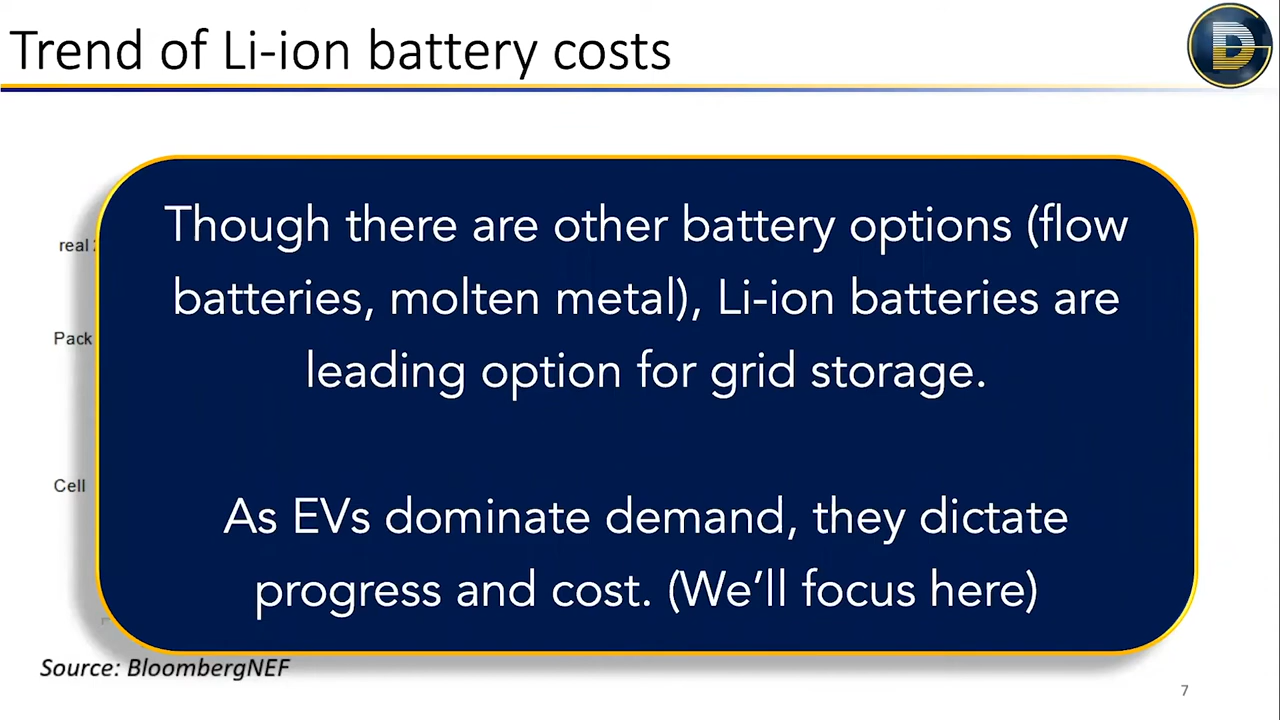 Trend of Li-ion battery costs
Though there are other battery options (flow
batteries, molten metal), Li-ion batteries are
leading option for grid storage.
As EVs dominate demand, they dictate
progress and cost. (We'll focus here)
real
Pack
Cell
Source: BloombergNEF
7